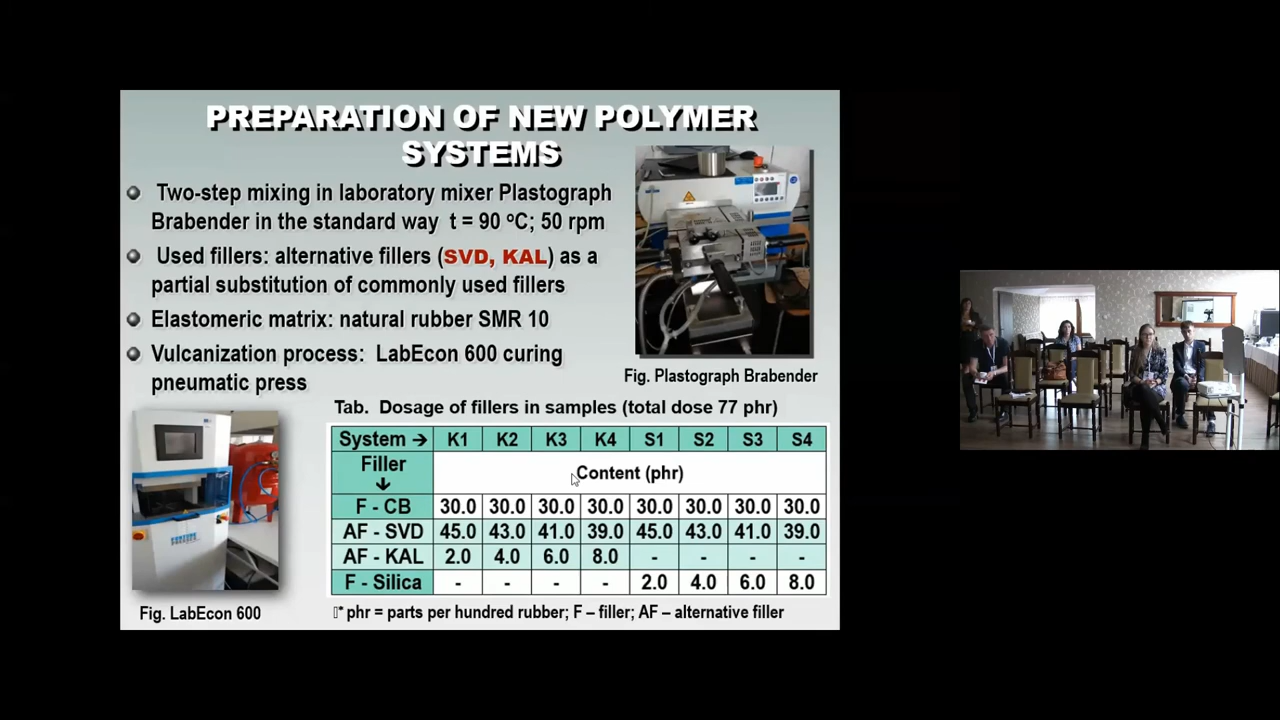 PREPARATION OF NEW POLYMER
SYSTEMS
Two-step mixing in laboratory mixer Plastograph
Brabender in the standard way t = 90 ºC; 50 rpm
Used fillers: alternative fillers (SVD, KAL) as a
partial substitution of commonly used fillers
Elastomeric matrix: natural rubber SMR 10
Vulcanization process: LabEcon 600 curing
pneumatic press
Fig. Plastograph Brabender
Tab. Dosage of fillers in samples (total dose 77 phr)
System → K1 K2 K3 K4 S1 S2 S3 S4
Filler
↓
Content (phr)
F - CB 30.0 30.0 30.0 30.0 30.0 30.0 30.0 30.0
AF - SVD 45.0 43.0 41.0 39.0 45.0 43.0 41.0 39.0
AF - KAL 2.0 4.0 6.0 8.0 - - - -
F - Silica - - - - 2.0 4.0 6.0 8.0
* phr = parts per hundred rubber; F – filler; AF – alternative filler
Fig. LabEcon 600